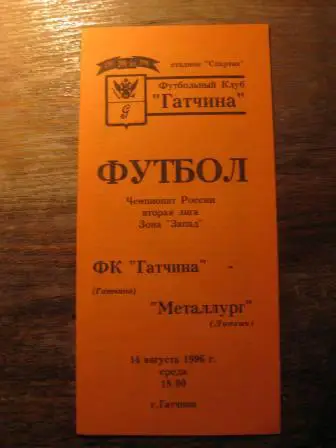 стадион "Спартак"
Футбольный Клуб
"Гатчина"
G
ФУТБОЛ
Чемпионат России
вторая лига
Зона "Запад"
ФК "Гатчина" -
(Гатчина)
"Металлург"
(Липецк)
14 августа 1996 г.
среда
18.00
г.Гатчина